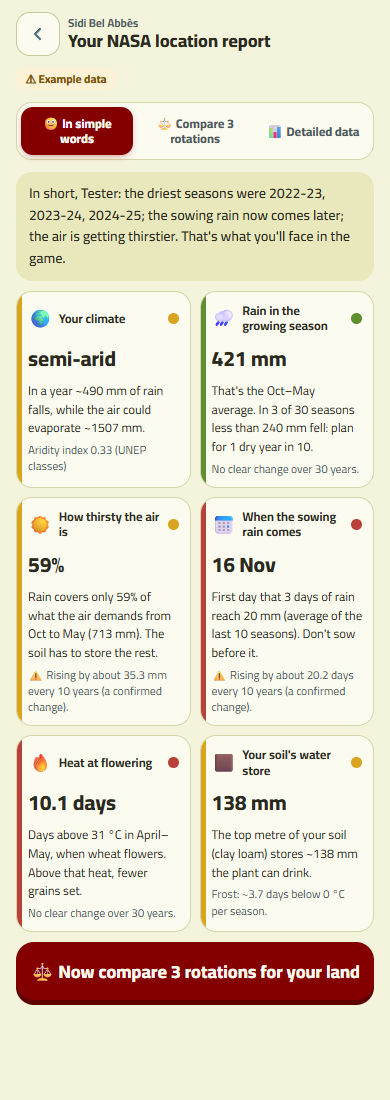 Sidi Bel Abbès
Your NASA location report
⚠ Example data
In simple
words
Compare 3
rotations
Detailed data
In short, Tester: the driest seasons were 2022-23,
2023-24, 2024-25; the sowing rain now comes later;
the air is getting thirstier. That's what you'll face in the
game.
Your climate
semi-arid
In a year ~490 mm of rain
falls, while the air could
evaporate ~1507 mm.
Aridity index 0.33 (UNEP
classes)
Rain in the
growing season
421 mm
That's the Oct–May
average. In 3 of 30 seasons
less than 240 mm fell: plan
for 1 dry year in 10.
No clear change over 30 years.
How thirsty the air
is
59%
Rain covers only 59% of
what the air demands from
Oct to May (713 mm). The
soil has to store the rest.
⚠ Rising by about 35.3 mm
every 10 years (a confirmed
change).
When the sowing
rain comes
16 Nov
First day that 3 days of rain
reach 20 mm (average of the
last 10 seasons). Don't sow
before it.
⚠ Rising by about 20.2 days
every 10 years (a confirmed
change).
Heat at flowering
10.1 days
Days above 31 °C in April–
May, when wheat flowers.
Above that heat, fewer
grains set.
No clear change over 30 years.
Your soil's water
store
138 mm
The top metre of your soil
(clay loam) stores ~138 mm
the plant can drink.
Frost: ~3.7 days below 0 °C
per season.
Now compare 3 rotations for your land